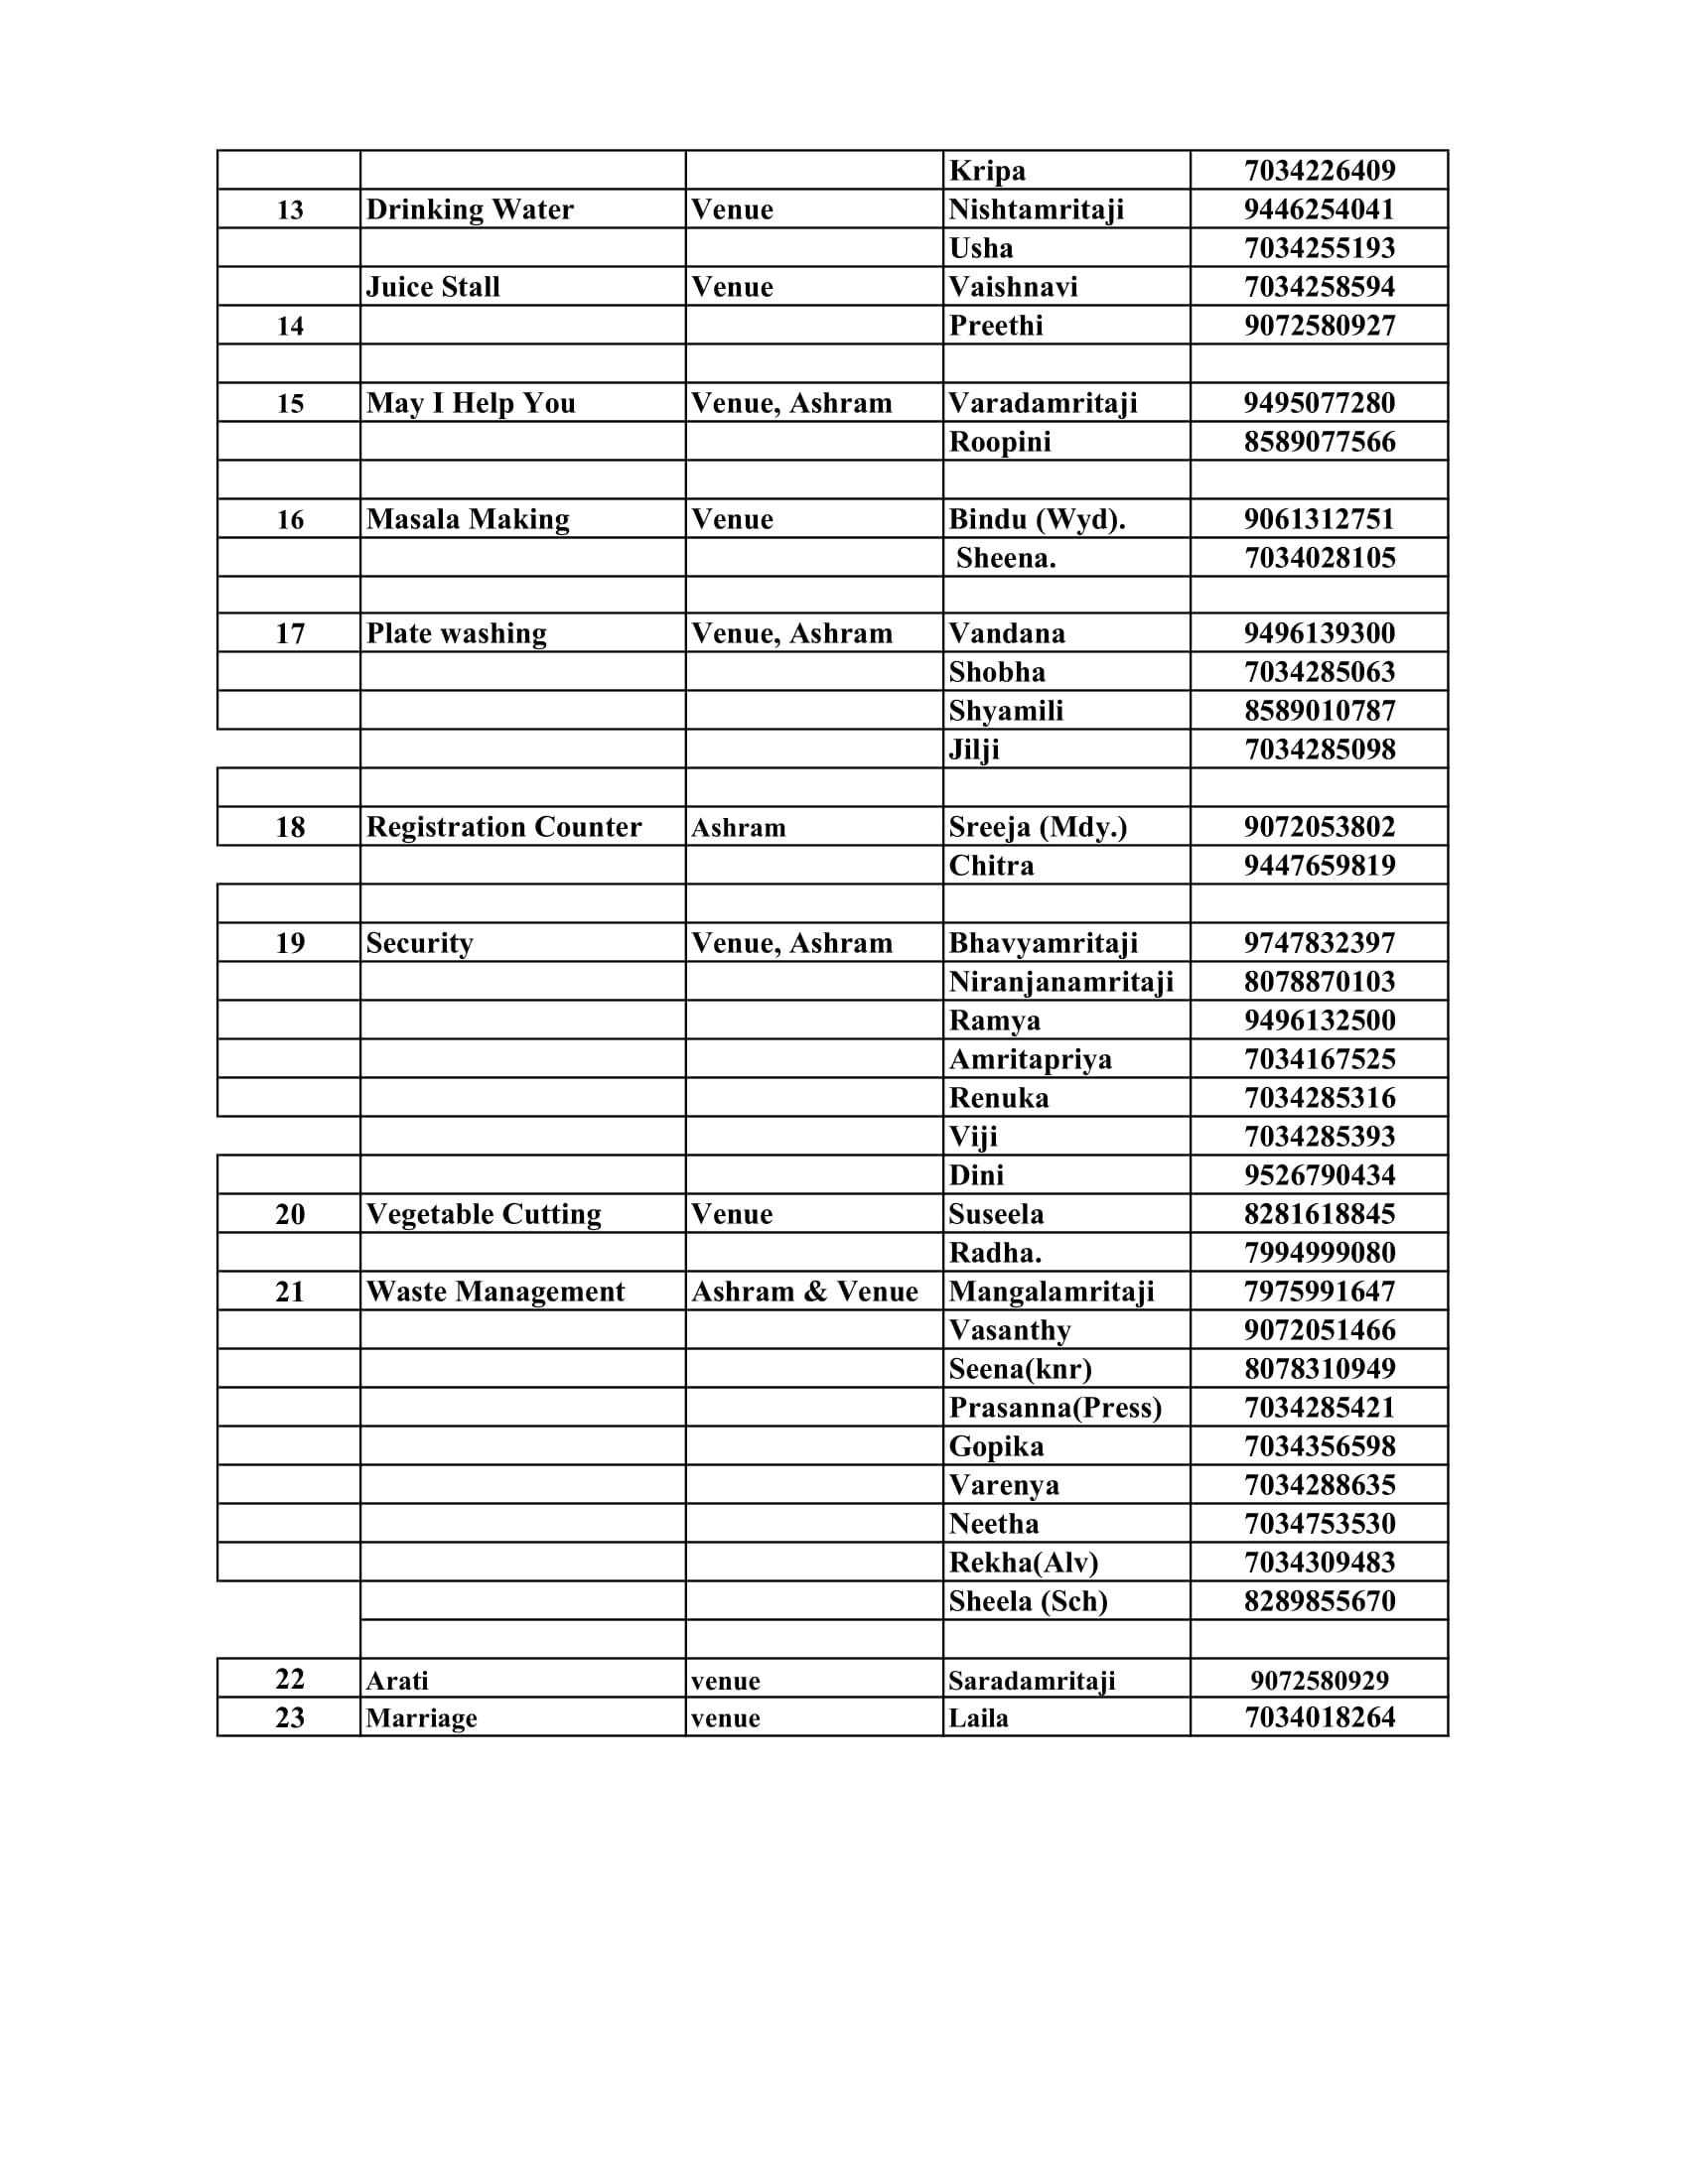 Kripa 7034226409
13 Drinking Water Venue Nishtamritaji 9446254041
Usha 7034255193
Juice Stall Venue Vaishnavi 7034258594
14 Preethi 9072580927
15 May I Help You Venue, Ashram Varadamritaji 9495077280
Roopini 8589077566
16 Masala Making Venue Bindu (Wyd). 9061312751
Sheena. 7034028105
17 Plate washing Venue, Ashram Vandana 9496139300
Shobha 7034285063
Shyamili 8589010787
Jilji 7034285098
18 Registration Counter Ashram Sreeja (Mdy.) 9072053802
Chitra 9447659819
19 Security Venue, Ashram Bhavyamritaji 9747832397
Niranjanamritaji 8078870103
Ramya 9496132500
Amritapriya 7034167525
Renuka 7034285316
Viji 7034285393
Dini 9526790434
20 Vegetable Cutting Venue Suseela 8281618845
Radha. 7994999080
21 Waste Management Ashram & Venue Mangalamritaji 7975991647
Vasanthy 9072051466
Seena(knr) 8078310949
Prasanna(Press) 7034285421
Gopika 7034356598
Varenya 7034288635
Neetha 7034753530
Rekha(Alv) 7034309483
Sheela (Sch) 8289855670
22 Arati venue Saradamritaji 9072580929
23 Marriage venue Laila 7034018264